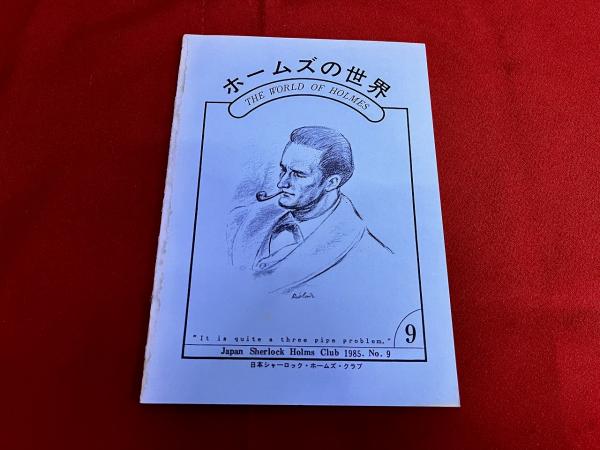 ホームズの世界
THE WORLD OF HOLMES
"It is quite a three pipe problem."
9
Japan Sherlock Holms Club 1985. No. 9
日本シャーロック・ホームズ・クラブ